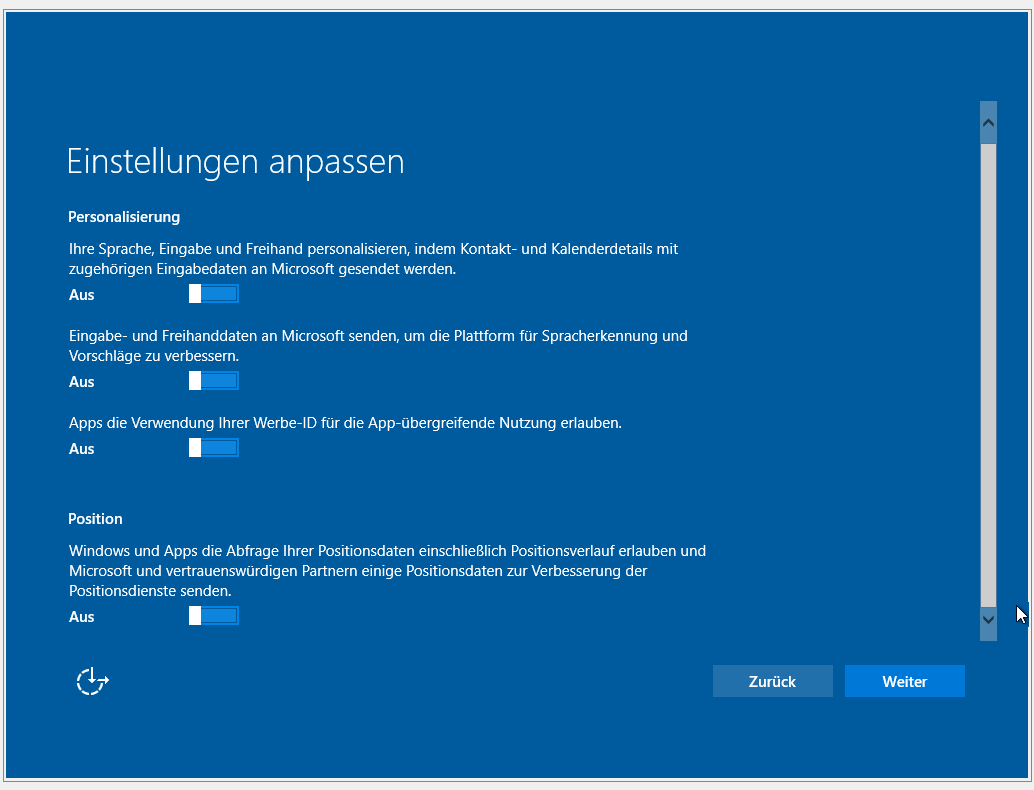 Einstellungen anpassen
Personalisierung
Ihre Sprache, Eingabe und Freihand personalisieren, indem Kontakt- und Kalenderdetails mit
zugehörigen Eingabedaten an Microsoft gesendet werden.
Aus
Eingabe- und Freihanddaten an Microsoft senden, um die Plattform für Spracherkennung und
Vorschläge zu verbessern.
Aus
Apps die Verwendung Ihrer Werbe-ID für die App-übergreifende Nutzung erlauben.
Aus
Position
Windows und Apps die Abfrage Ihrer Positionsdaten einschließlich Positionsverlauf erlauben und
Microsoft und vertrauenswürdigen Partnern einige Positionsdaten zur Verbesserung der
Positionsdienste senden.
Aus
Zurück
Weiter